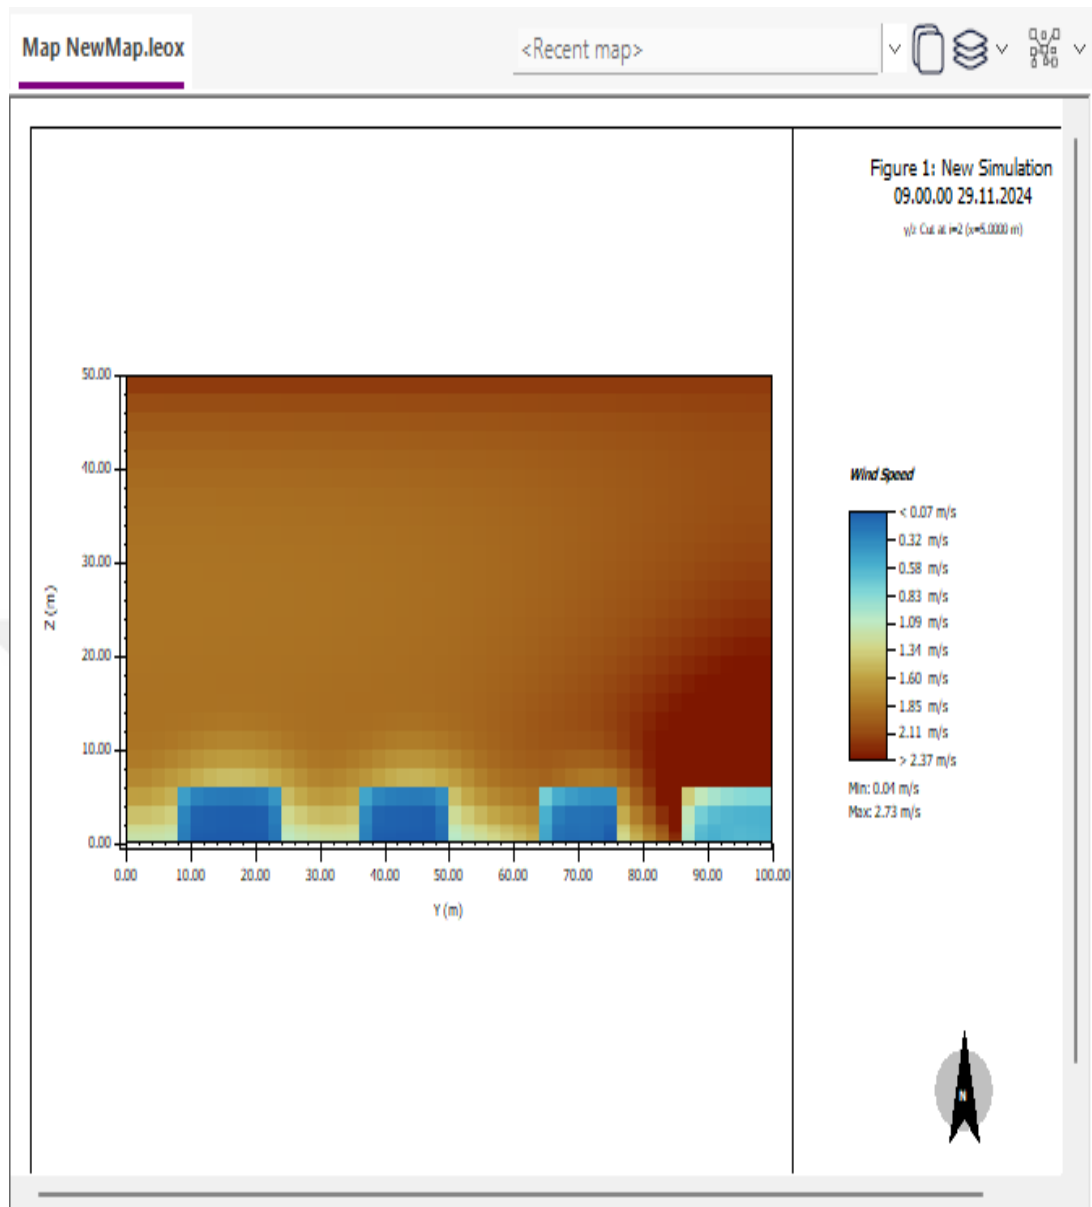 Map NewMap.leox
<Recent map>
Figure 1: New Simulation
09.00.00 29.11.2024
y/z Cut at i=2 (x=5.0000 m)
50.00
40.00
30.00
20.00
10.00
0.00
Z (m)
0.00 10.00 20.00 30.00 40.00 50.00 60.00 70.00 80.00 90.00 100.00
Y (m)
Wind Speed
< 0.07 m/s
0.32 m/s
0.58 m/s
0.83 m/s
1.09 m/s
1.34 m/s
1.60 m/s
1.85 m/s
2.11 m/s
> 2.37 m/s
Min: 0.04 m/s
Max: 2.73 m/s
N